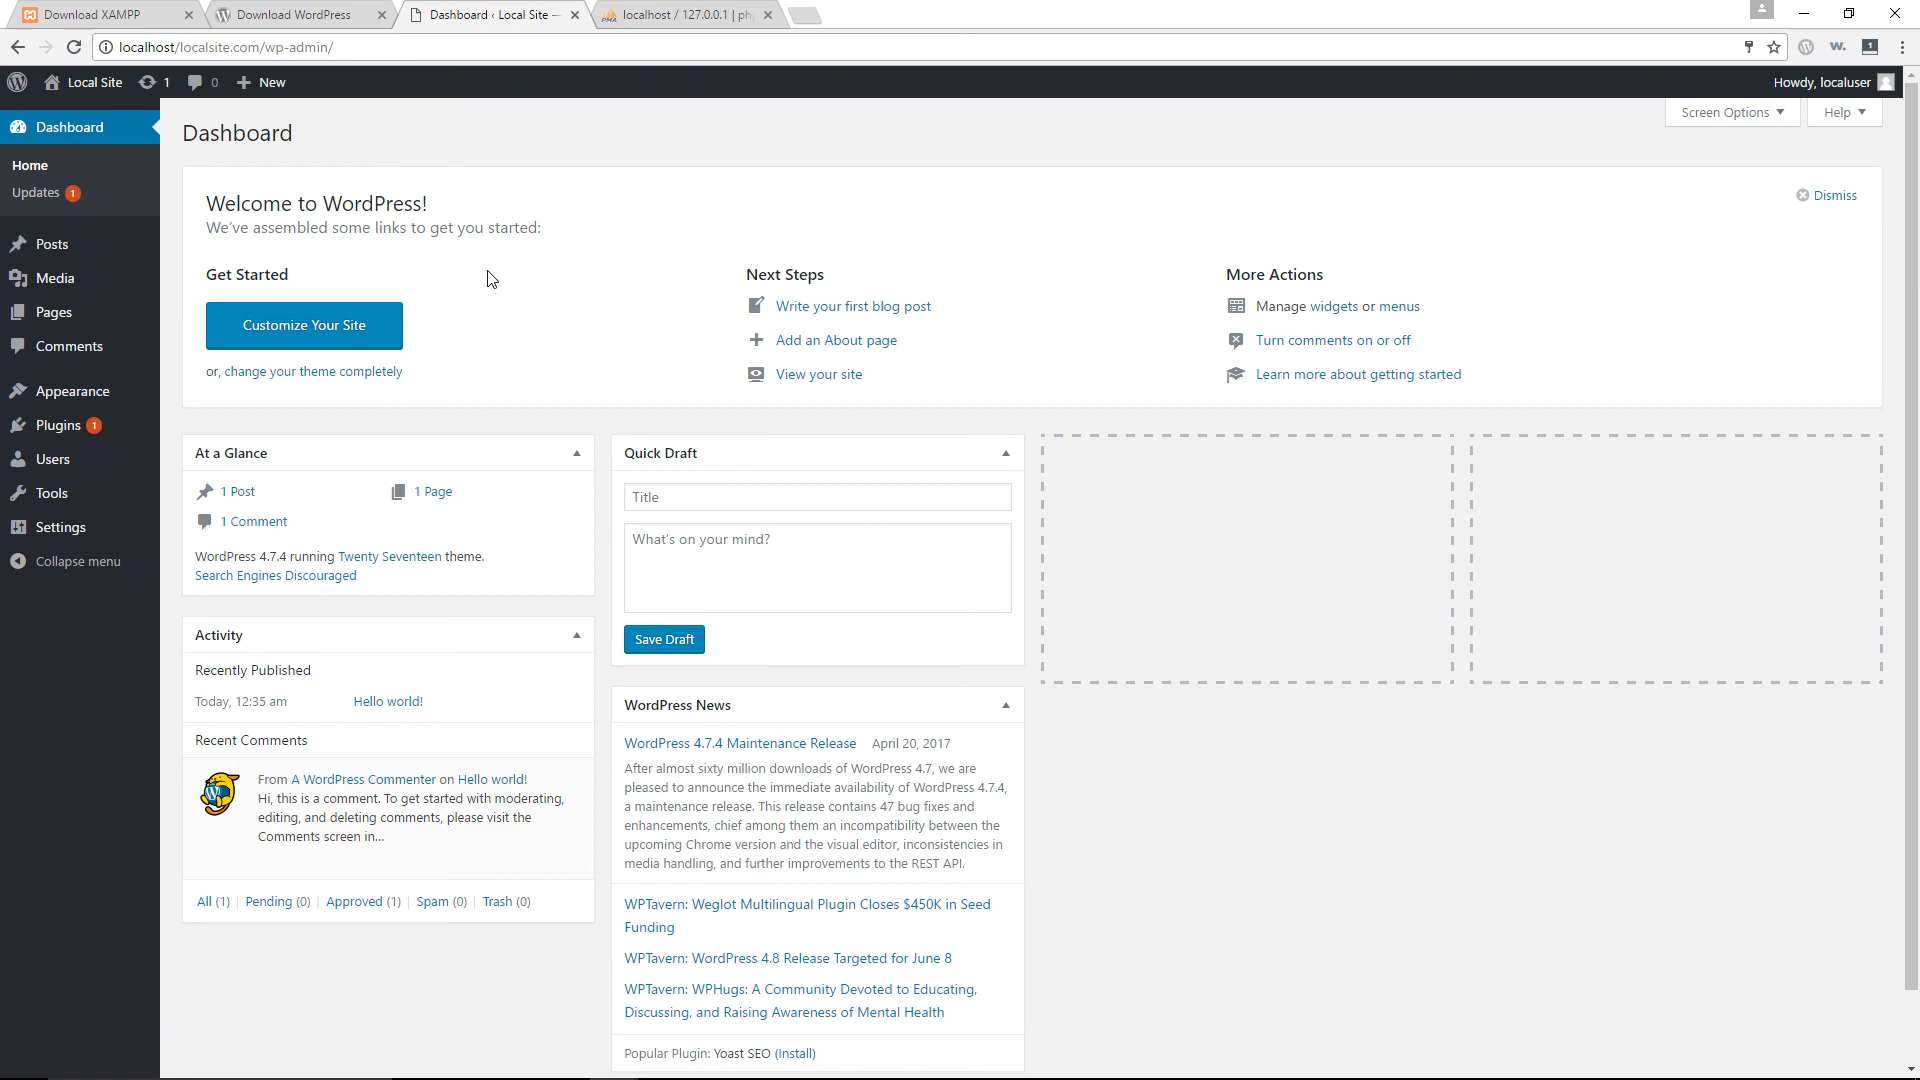 Download XAMPP
Download WordPress
Dashboard ‹ Local Site —
localhost / 127.0.0.1 | ph
localhost/localsite.com/wp-admin/
w.
1
Local Site
1
0
New
Howdy, localuser
Dashboard
Home
Updates 1
Posts
Media
Pages
Comments
Appearance
Plugins 1
Users
Tools
Settings
Collapse menu
Dashboard
Screen Options
Help
Welcome to WordPress!
We've assembled some links to get you started:
Dismiss
Get Started
Customize Your Site
or, change your theme completely
Next Steps
Write your first blog post
Add an About page
View your site
More Actions
Manage widgets or menus
Turn comments on or off
Learn more about getting started
At a Glance
1 Post
1 Page
1 Comment
WordPress 4.7.4 running Twenty Seventeen theme.
Search Engines Discouraged
Activity
Recently Published
Today, 12:35 am
Hello world!
Recent Comments
From A WordPress Commenter on Hello world!
Hi, this is a comment. To get started with moderating,
editing, and deleting comments, please visit the
Comments screen in...
All (1) | Pending (0) | Approved (1) | Spam (0) | Trash (0)
Quick Draft
Title
What's on your mind?
Save Draft
WordPress News
WordPress 4.7.4 Maintenance Release April 20, 2017
After almost sixty million downloads of WordPress 4.7, we are
pleased to announce the immediate availability of WordPress 4.7.4,
a maintenance release. This release contains 47 bug fixes and
enhancements, chief among them an incompatibility between the
upcoming Chrome version and the visual editor, inconsistencies in
media handling, and further improvements to the REST API.
WPTavern: Weglot Multilingual Plugin Closes $450K in Seed
Funding
WPTavern: WordPress 4.8 Release Targeted for June 8
WPTavern: WPHugs: A Community Devoted to Educating,
Discussing, and Raising Awareness of Mental Health
Popular Plugin: Yoast SEO (Install)